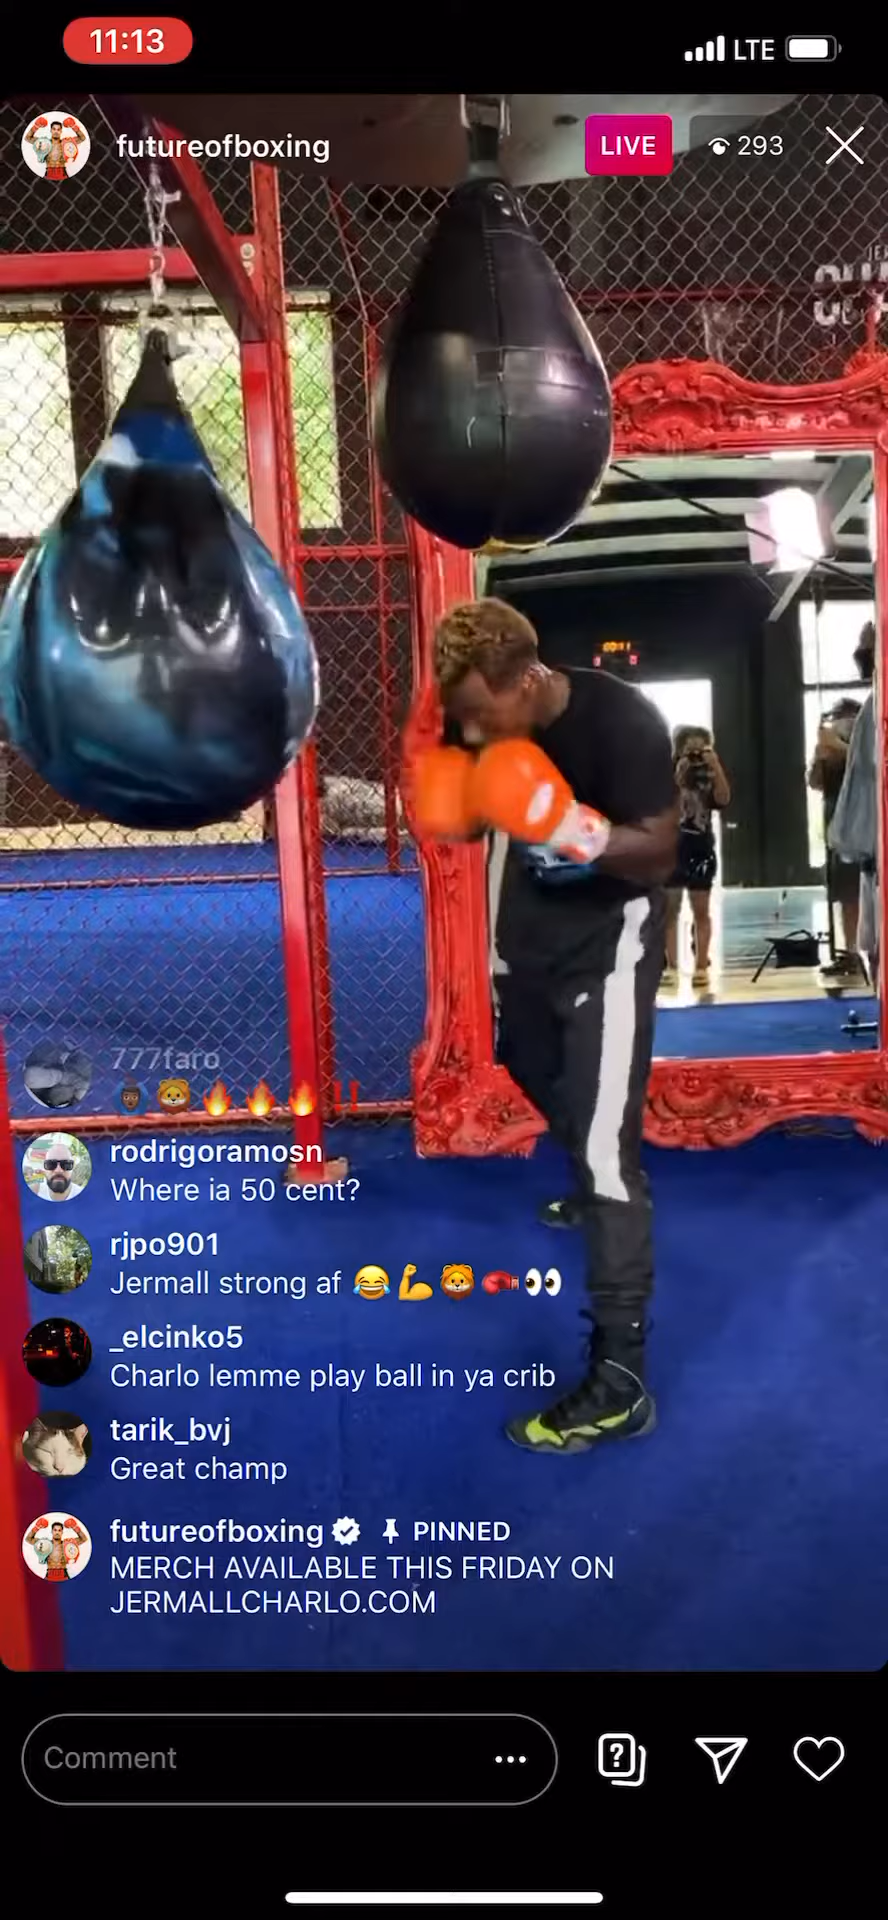 11:13
LTE
futureofboxing
LIVE
293
777faro
rodrigoramosn
Where ia 50 cent?
rjpo901
Jermall strong af 😂💪🦁🥊👀
_elcinko5
Charlo lemme play ball in ya crib
tarik_bvj
Great champ
futureofboxing PINNED
MERCH AVAILABLE THIS FRIDAY ON
JERMALLCHARLO.COM
Comment